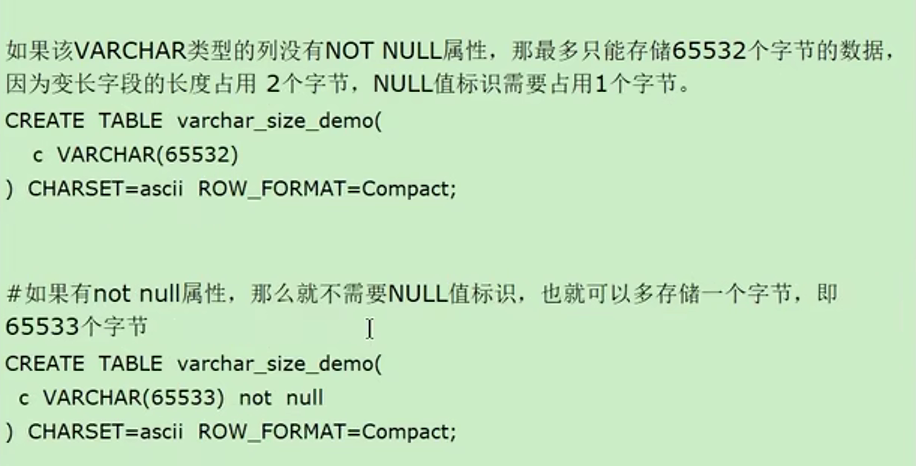 如果该VARCHAR类型的列没有NOT NULL属性，那最多只能存储65532个字节的数据，
因为变长字段的长度占用 2个字节，NULL值标识需要占用1个字节。
CREATE TABLE varchar_size_demo(
c VARCHAR(65532)
) CHARSET=ascii ROW_FORMAT=Compact;
#如果有not null属性，那么就不需要NULL值标识，也就可以多存储一个字节，即
65533个字节
CREATE TABLE varchar_size_demo(
c VARCHAR(65533) not null
) CHARSET=ascii ROW_FORMAT=Compact;